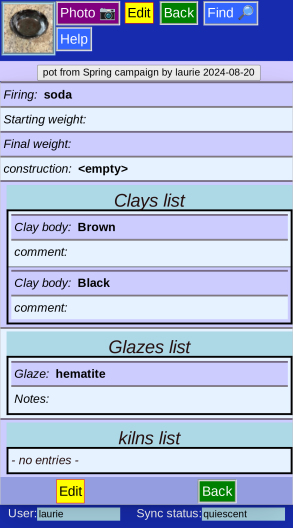 Photo 📷 Edit Back Find 🔎
Help
pot from Spring campaign by laurie 2024-08-20
Firing: soda
Starting weight:
Final weight:
construction: <empty>
Clays list
Clay body: Brown
comment:
Clay body: Black
comment:
Glazes list
Glaze: hematite
Notes:
kilns list
- no entries -
Edit Back
User: laurie Sync status: quiescent